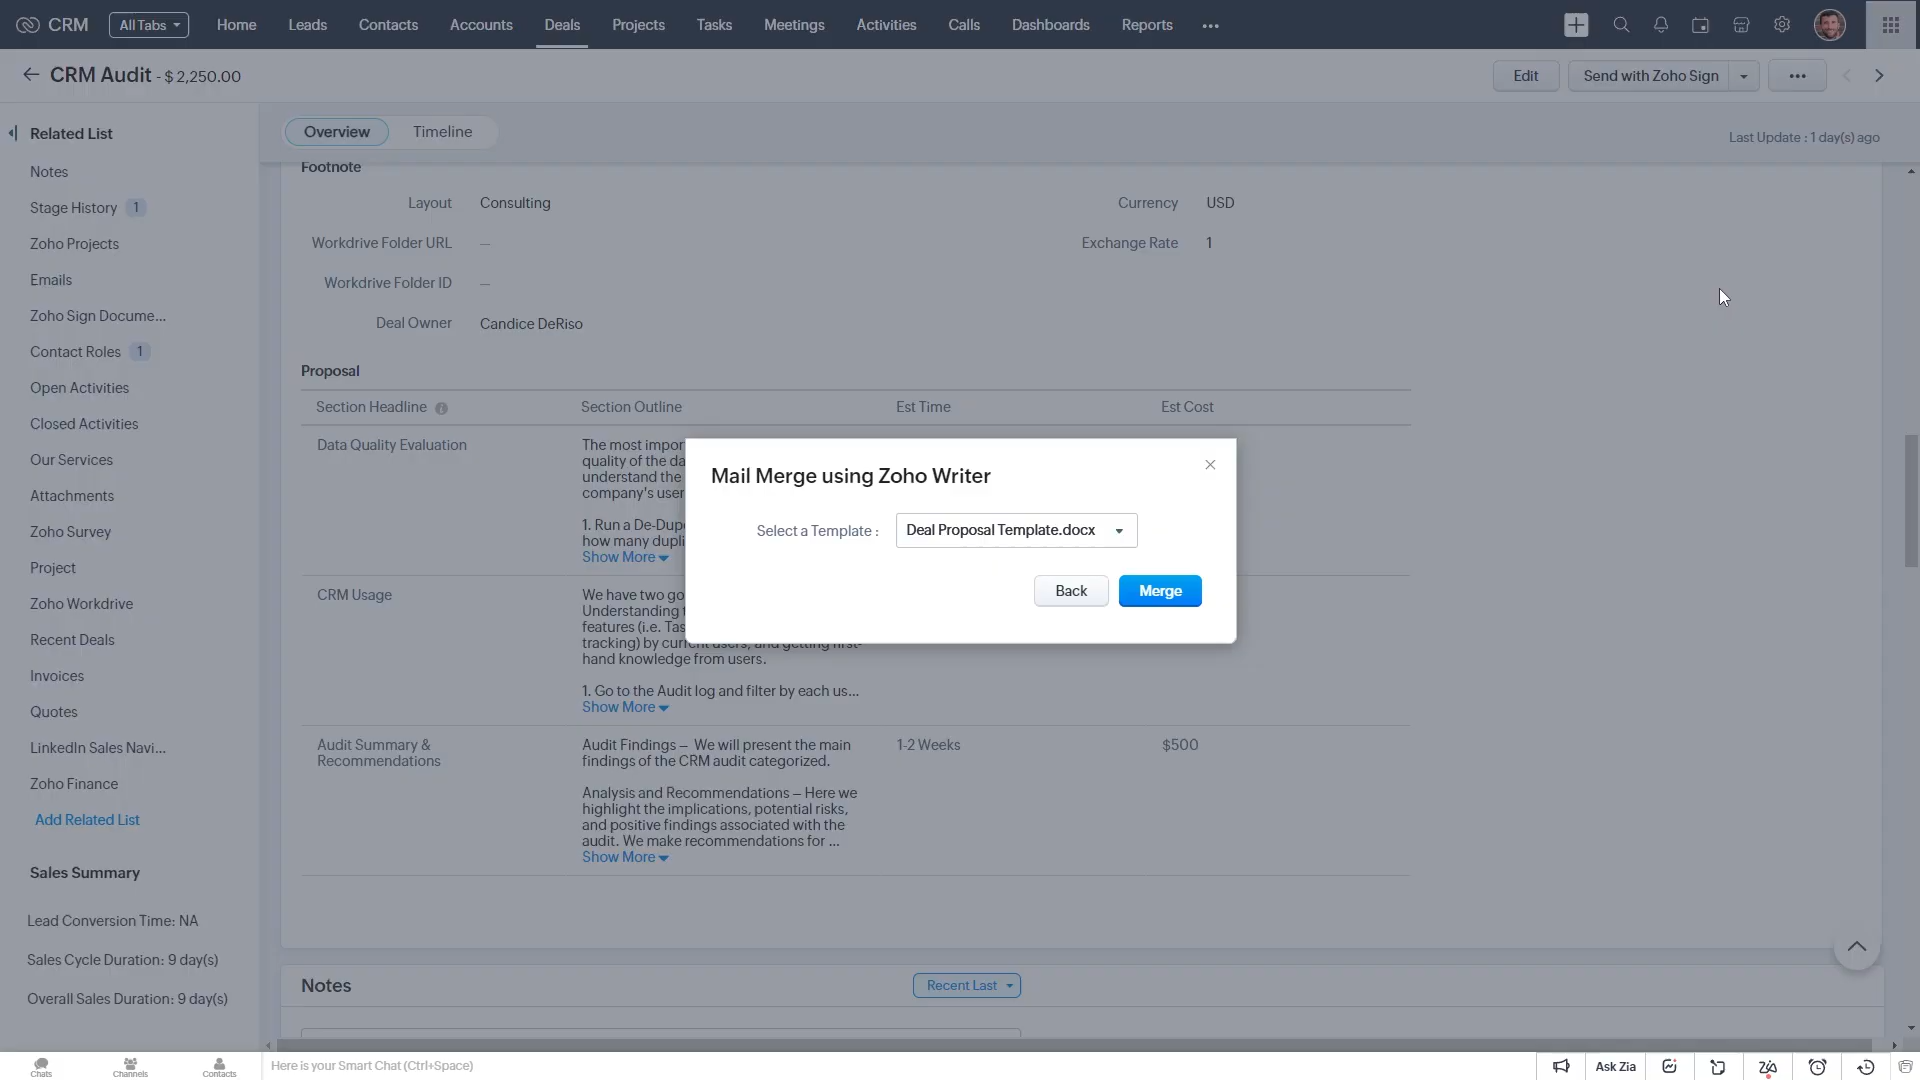 CRM
All Tabs
Home
Leads
Contacts
Accounts
Deals
Projects
Tasks
Meetings
Activities
Calls
Dashboards
Reports
CRM Audit - $ 2,250.00
Edit
Send with Zoho Sign
Related List
Notes
Stage History 1
Zoho Projects
Emails
Zoho Sign Docume...
Contact Roles 1
Open Activities
Closed Activities
Our Services
Attachments
Zoho Survey
Project
Zoho Workdrive
Recent Deals
Invoices
Quotes
LinkedIn Sales Navi...
Zoho Finance
Add Related List
Sales Summary
Lead Conversion Time: NA
Sales Cycle Duration: 9 day(s)
Overall Sales Duration: 9 day(s)
Overview
Timeline
Last Update : 1 day(s) ago
Footnote
Layout Consulting
Currency USD
Workdrive Folder URL —
Exchange Rate 1
Workdrive Folder ID —
Deal Owner Candice DeRiso
Proposal
Section Headline
Section Outline
Est Time
Est Cost
Data Quality Evaluation
The most impor
quality of the da
understand the
company's user
1. Run a De-Dup
how many dupli
Show More
CRM Usage
We have two go
Understanding
features (i.e. Tas
tracking) by current users, and getting first-
hand knowledge from users.
1. Go to the Audit log and filter by each us...
Show More
Audit Summary &
Recommendations
Audit Findings – We will present the main
findings of the CRM audit categorized.
Analysis and Recommendations – Here we
highlight the implications, potential risks,
and positive findings associated with the
audit. We make recommendations for ...
Show More
1-2 Weeks
$500
Mail Merge using Zoho Writer
Select a Template :
Deal Proposal Template.docx
Back
Merge
Notes
Recent Last
Chats
Channels
Contacts
Here is your Smart Chat (Ctrl+Space)
Ask Zia